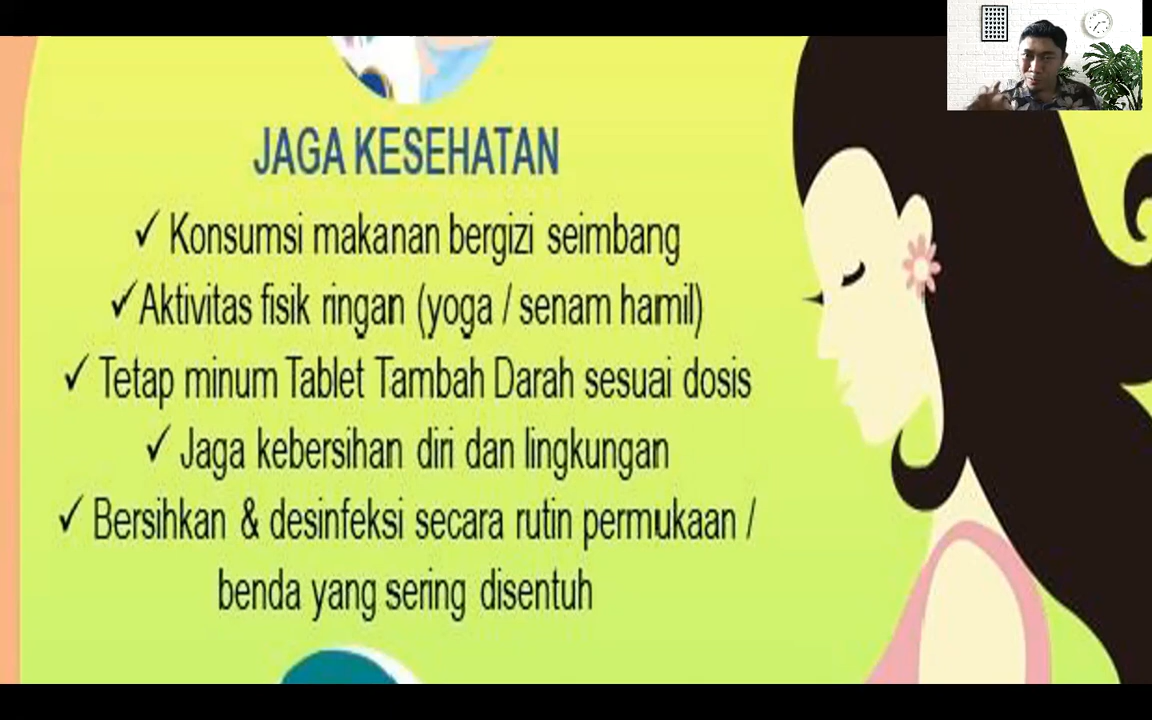 JAGA KESEHATAN
✓ Konsumsi makanan bergizi seimbang
✓ Aktivitas fisik ringan (yoga / senam hamil)
✓ Tetap minum Tablet Tambah Darah sesuai dosis
✓ Jaga kebersihan diri dan lingkungan
✓ Bersihkan & desinfeksi secara rutin permukaan /
benda yang sering disentuh